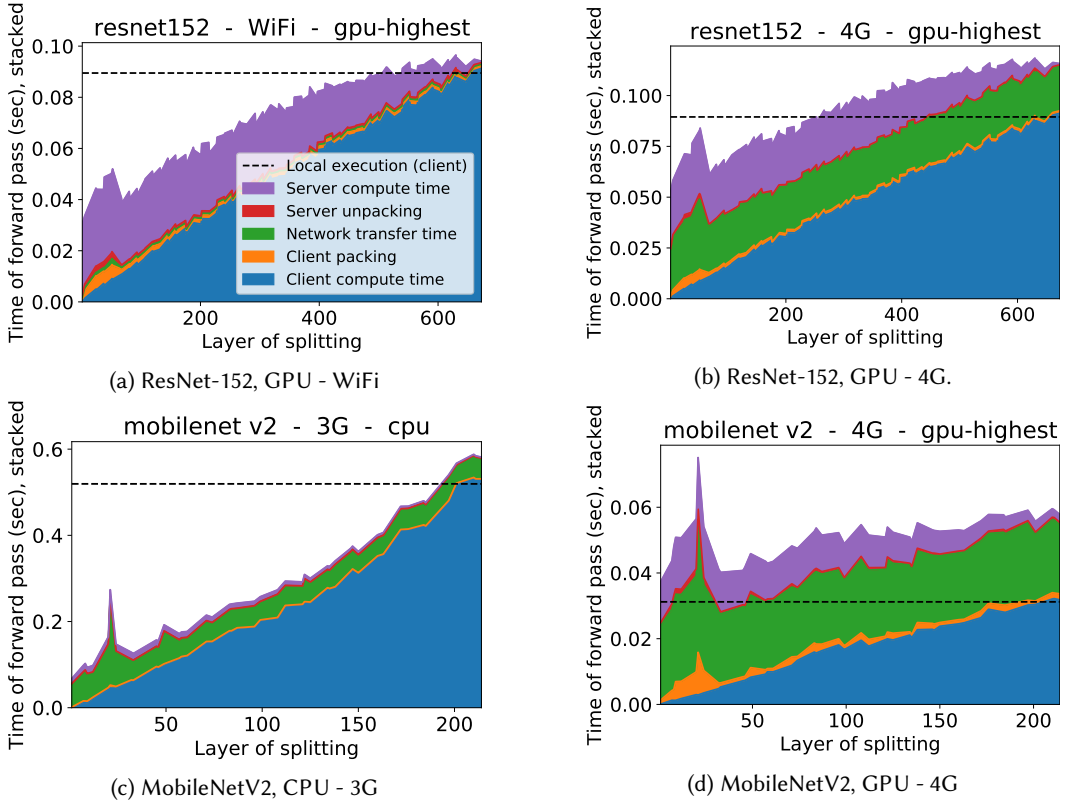 resnet152 - WiFi - gpu-highest
Time of forward pass (sec), stacked
0.10
0.08
0.06
0.04
0.02
0.00
Local execution (client)
Server compute time
Server unpacking
Network transfer time
Client packing
Client compute time
200
400
600
Layer of splitting
(a) ResNet-152, GPU - WiFi
resnet152 - 4G - gpu-highest
Time of forward pass (sec), stacked
0.100
0.075
0.050
0.025
0.000
200
400
600
Layer of splitting
(b) ResNet-152, GPU - 4G.
mobilenet v2 - 3G - cpu
Time of forward pass (sec), stacked
0.6
0.4
0.2
0.0
50
100
150
200
Layer of splitting
(c) MobileNetV2, CPU - 3G
mobilenet v2 - 4G - gpu-highest
Time of forward pass (sec), stacked
0.06
0.04
0.02
0.00
50
100
150
200
Layer of splitting
(d) MobileNetV2, GPU - 4G